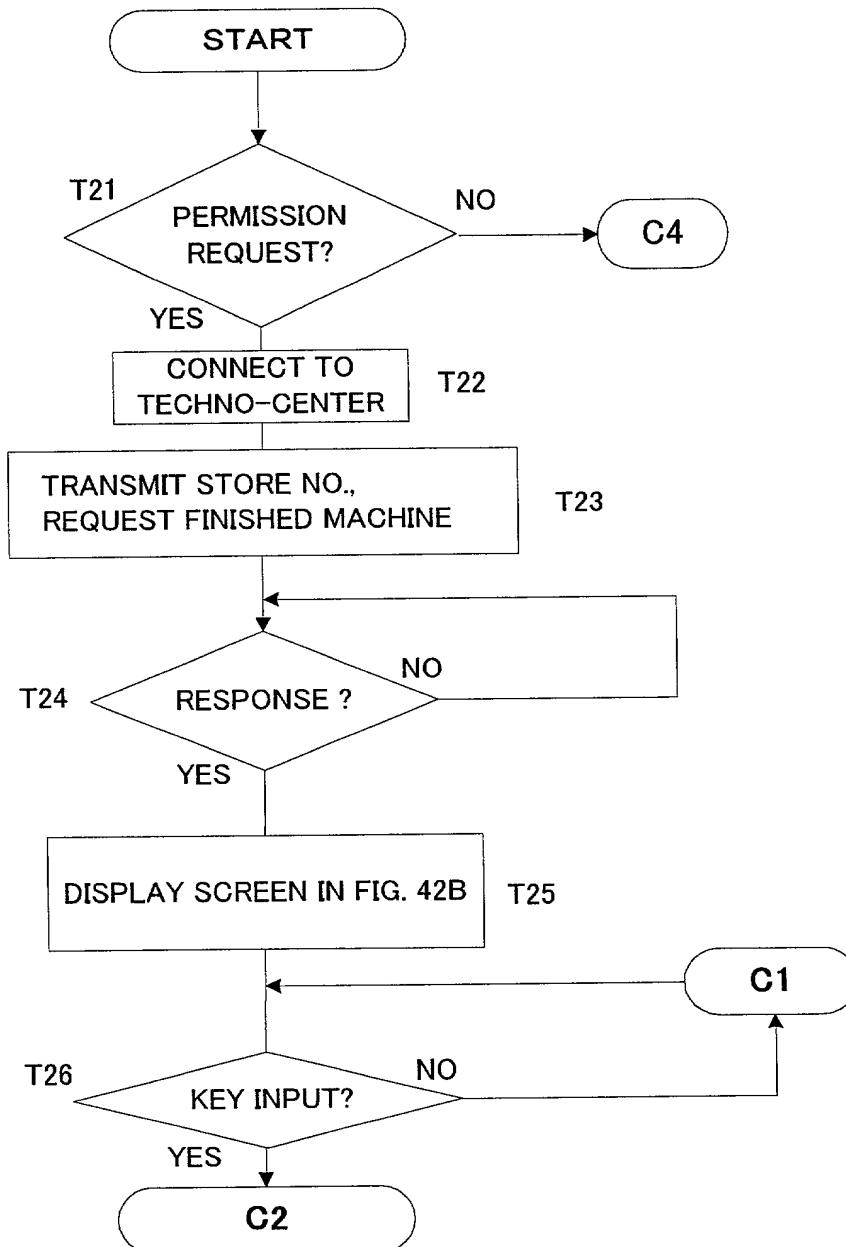 START
T21
PERMISSION
REQUEST?
NO
C4
YES
CONNECT TO
TECHNO-CENTER
T22
TRANSMIT STORE NO.,
REQUEST FINISHED MACHINE
T23
T24
RESPONSE ?
NO
YES
DISPLAY SCREEN IN FIG. 42B
T25
C1
T26
KEY INPUT?
NO
YES
C2